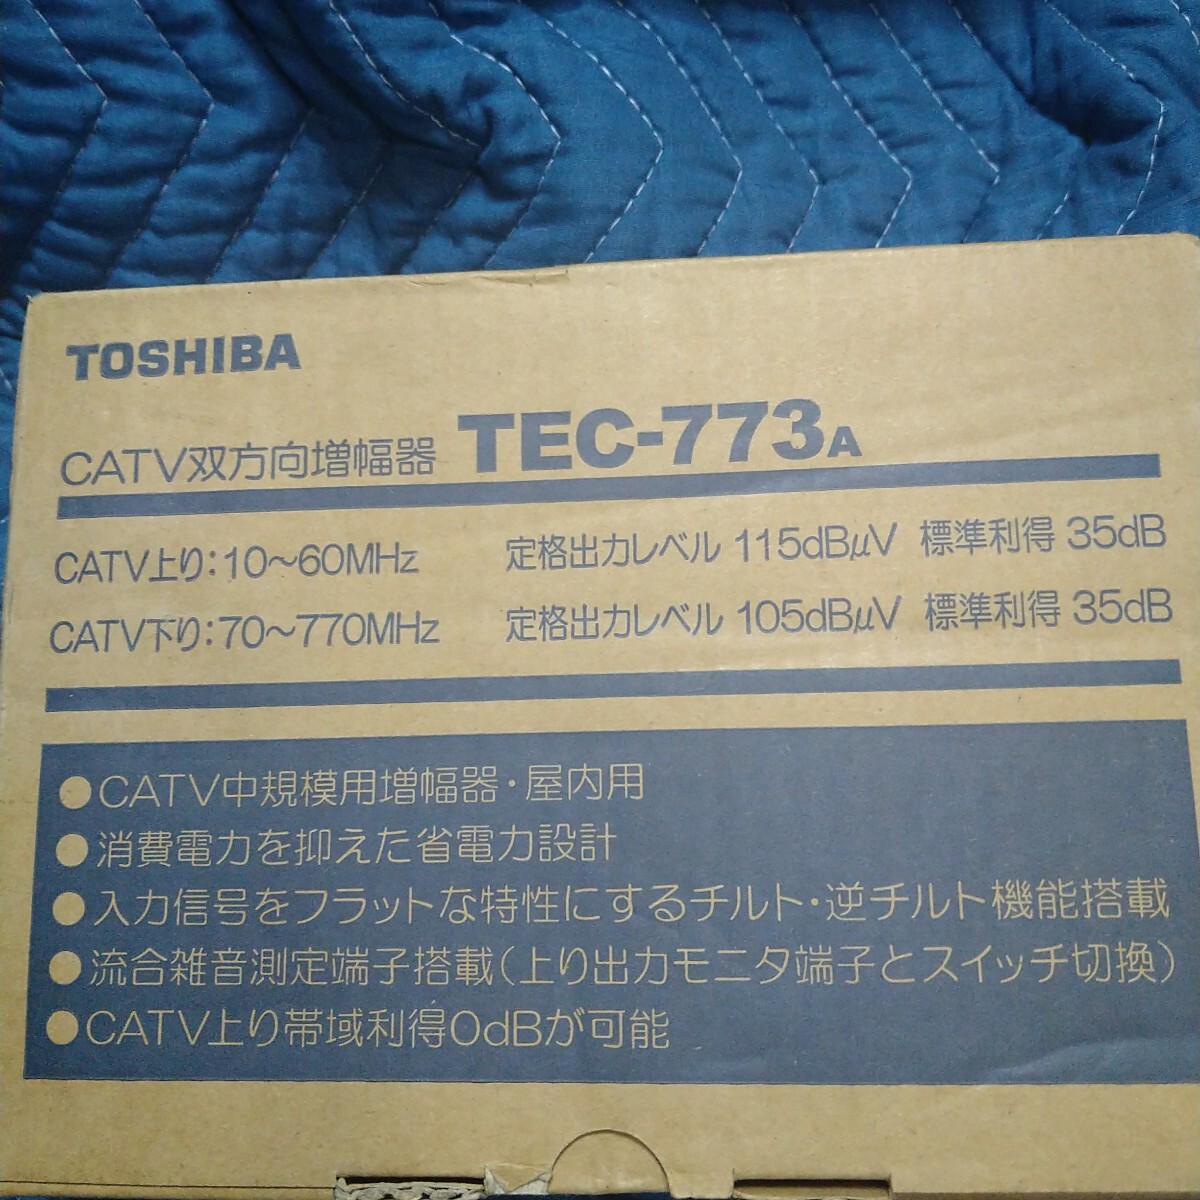 TOSHIBA
CATV双方向増幅器 TEC-773A
CATV上り:10〜60MHz 定格出力レベル 115dBμV 標準利得 35dB
CATV下り:70〜770MHz 定格出力レベル 105dBμV 標準利得 35dB
●CATV中規模用増幅器・屋内用
●消費電力を抑えた省電力設計
●入力信号をフラットな特性にするチルト・逆チルト機能搭載
●流合雑音測定端子搭載(上り出力モニタ端子とスイッチ切換)
●CATV上り帯域利得0dBが可能